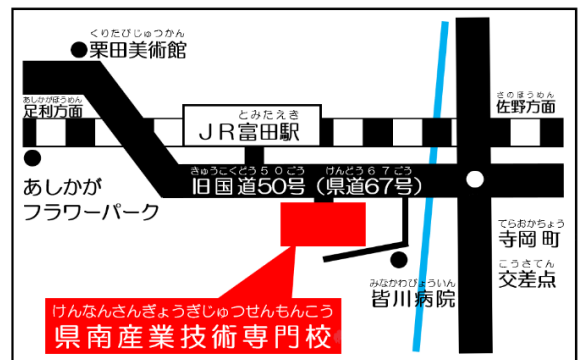 くりたびじゅつかん
栗田美術館
あしかがほうめん
足利方面
とみたえき
JR富田駅
さのほうめん
佐野方面
きゅうこくどう50ごう けんどう67ごう
旧国道50号(県道67号)
あしかが
フラワーパーク
てらおかちょう
寺岡町
こうさてん
交差点
みなかわびょういん
皆川病院
けんなんさんぎょうぎじゅつせんもんこう
県南産業技術専門校